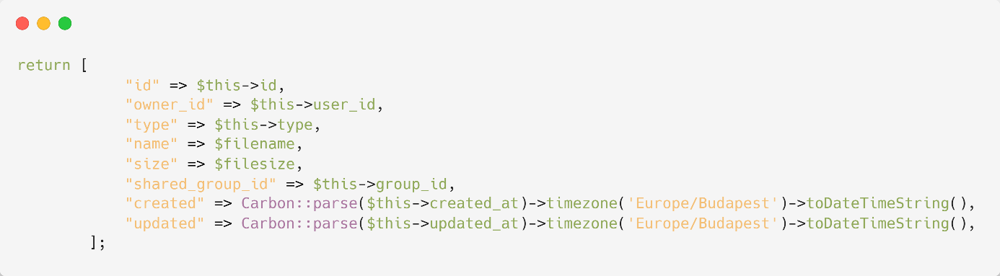 return [
"id" => $this->id,
"owner_id" => $this->user_id,
"type" => $this->type,
"name" => $filename,
"size" => $filesize,
"shared_group_id" => $this->group_id,
"created" => Carbon::parse($this->created_at)->timezone('Europe/Budapest')->toDateTimeString(),
"updated" => Carbon::parse($this->updated_at)->timezone('Europe/Budapest')->toDateTimeString(),
];